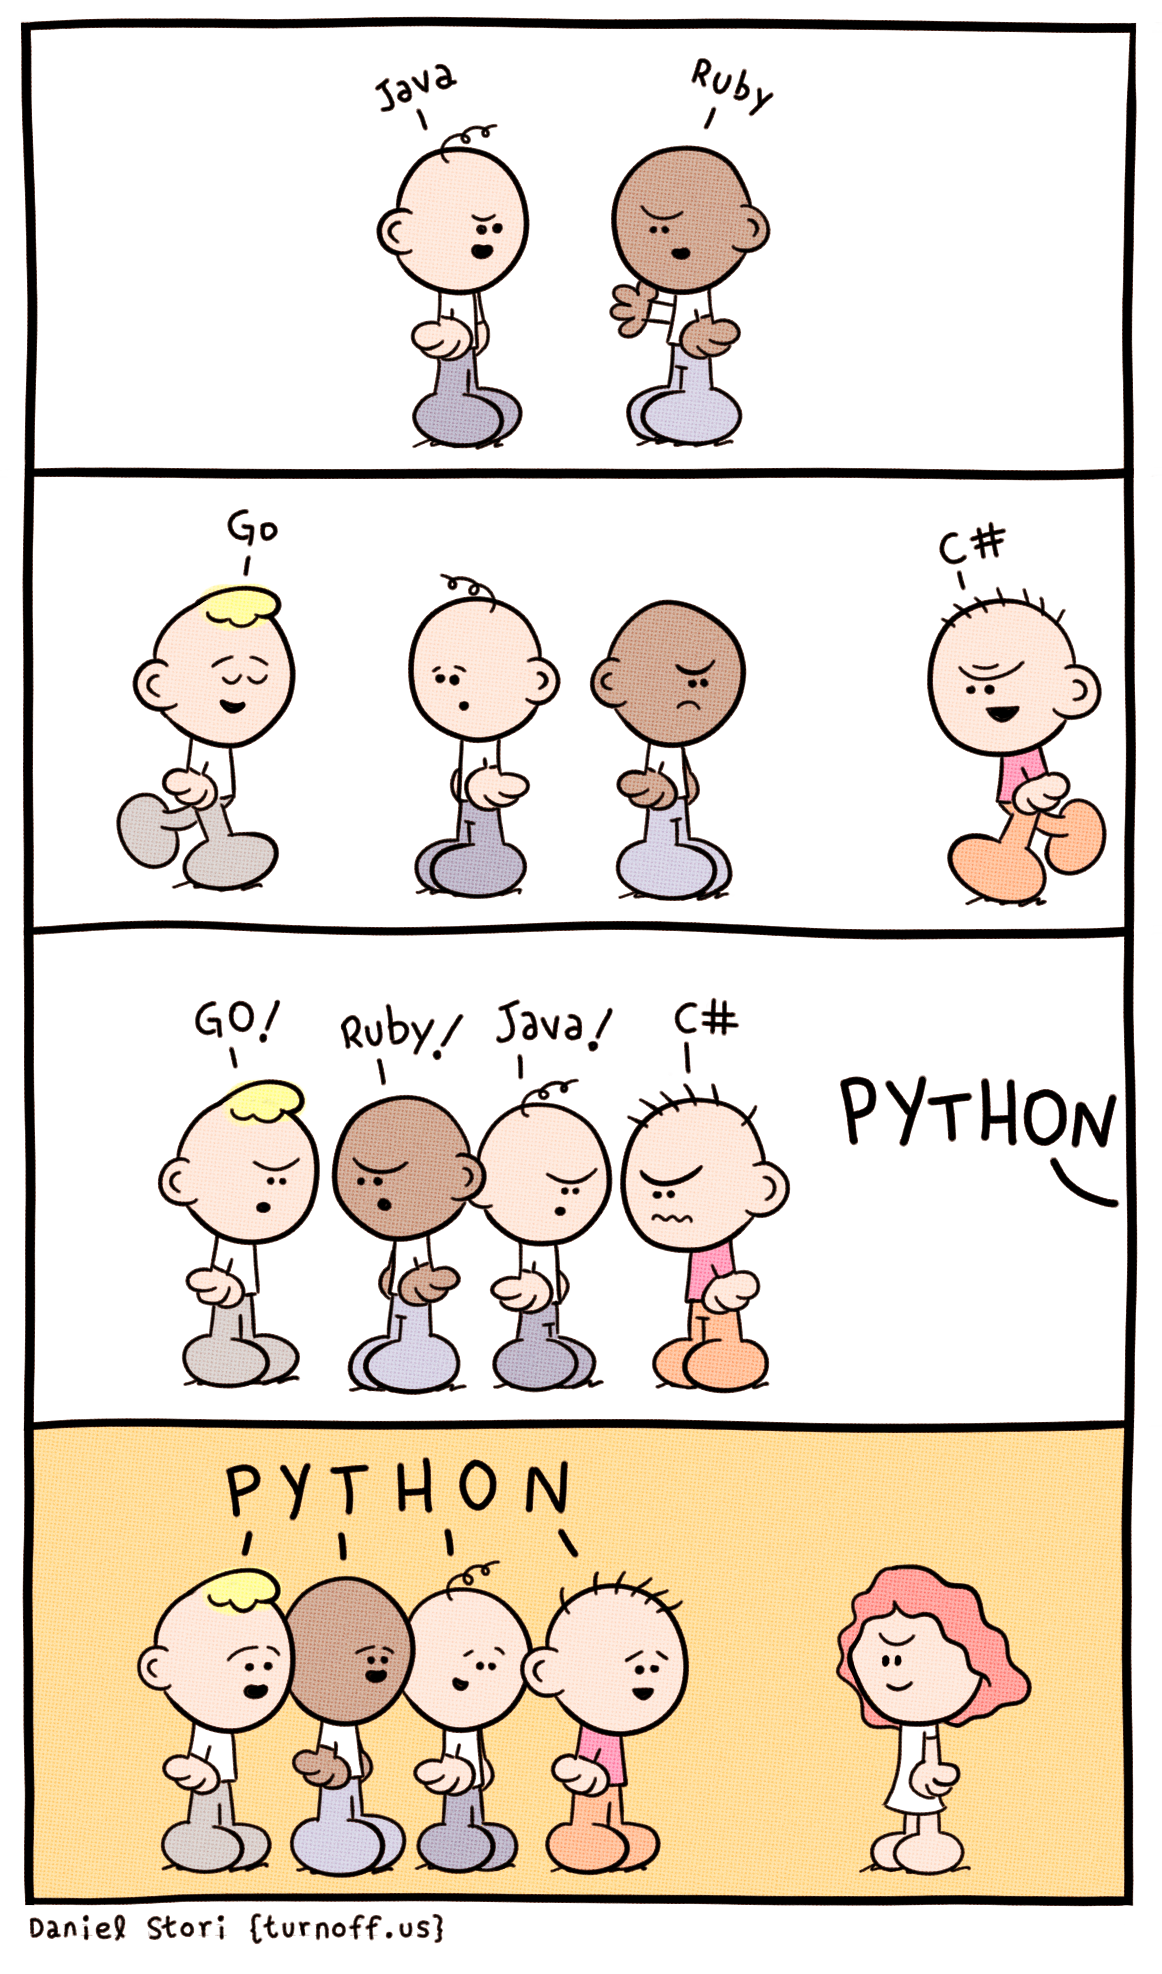 Java
Ruby
Go
C#
GO!
Ruby!
Java!
C#
PYTHON
PYTHON
Daniel Stori {turnoff.us}